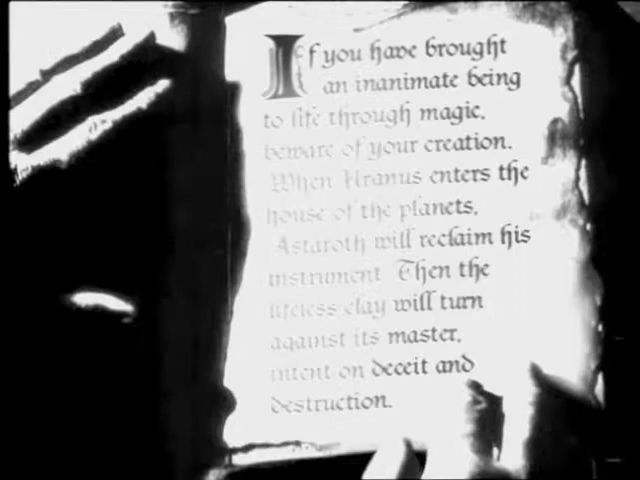 If you have brought
an inanimate being
to life through magic,
beware of your creation.
When Uranus enters the
house of the planets,
Astaroth will reclaim his
instrument. Then the
lifeless clay will turn
against its master,
intent on deceit and
destruction.